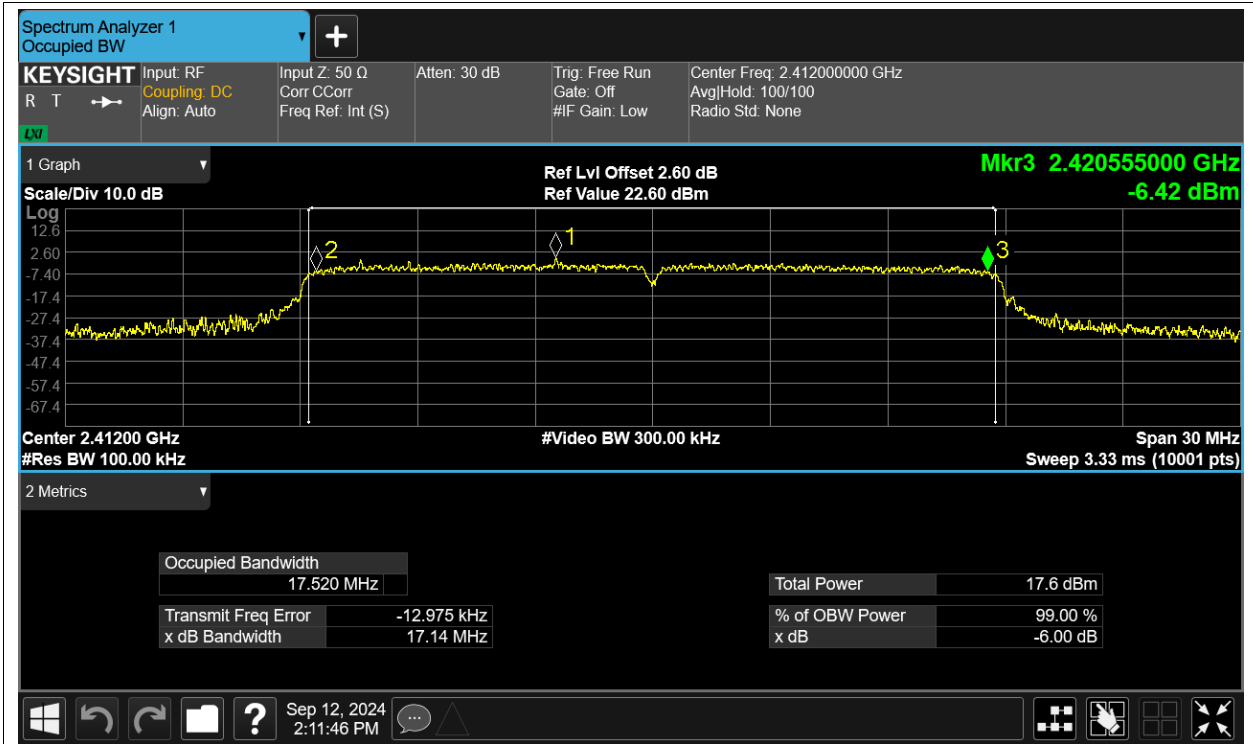 Spectrum Analyzer 1
Occupied BW
KEYSIGHT
R T
LXI
Input: RF
Coupling: DC
Align: Auto
Input Z: 50 Ω
Corr CCorr
Freq Ref: Int (S)
Atten: 30 dB
Trig: Free Run
Gate: Off
#IF Gain: Low
Center Freq: 2.412000000 GHz
Avg|Hold: 100/100
Radio Std: None
1 Graph
Scale/Div 10.0 dB
Ref Lvl Offset 2.60 dB
Ref Value 22.60 dBm
Mkr3 2.420555000 GHz
-6.42 dBm
Log
12.6
2.60
-7.40
-17.4
-27.4
-37.4
-47.4
-57.4
-67.4
2
1
3
Center 2.41200 GHz
#Res BW 100.00 kHz
#Video BW 300.00 kHz
Span 30 MHz
Sweep 3.33 ms (10001 pts)
2 Metrics
Occupied Bandwidth
17.520 MHz
Transmit Freq Error -12.975 kHz
x dB Bandwidth 17.14 MHz
Total Power 17.6 dBm
% of OBW Power 99.00 %
x dB -6.00 dB
?
Sep 12, 2024
2:11:46 PM